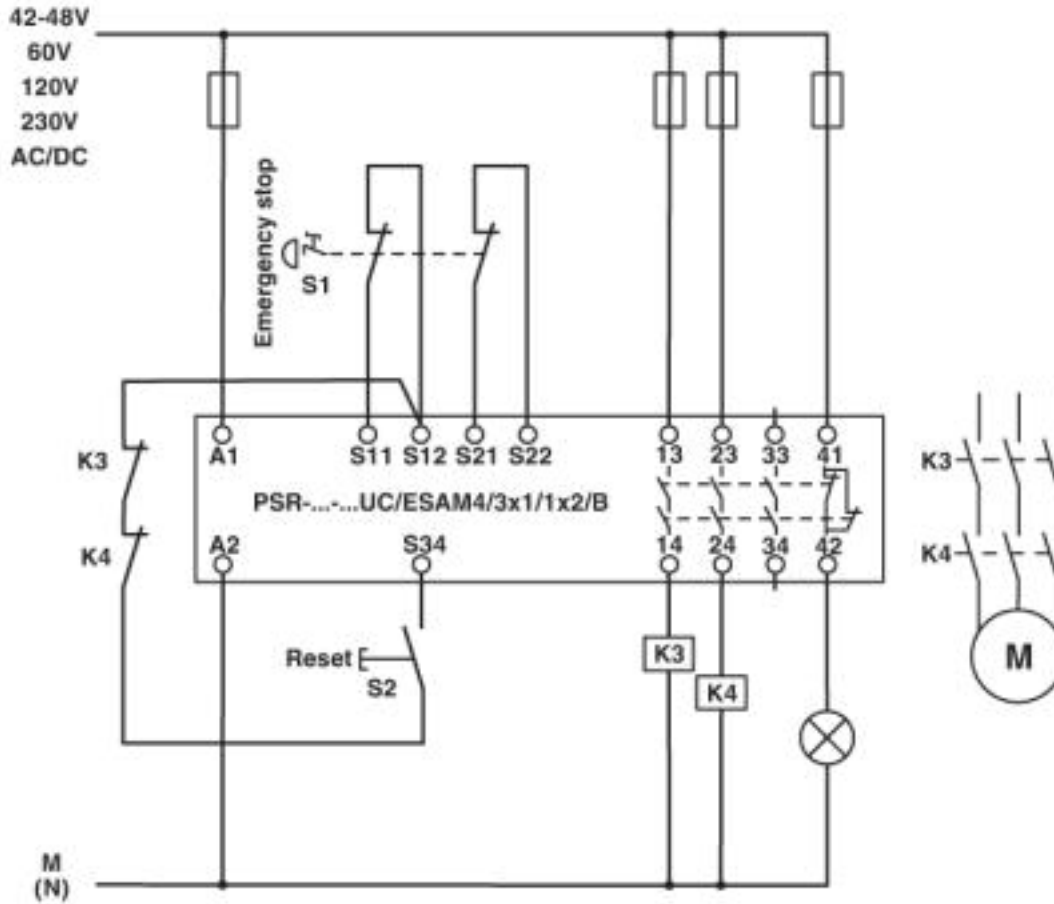 42-48V
60V
120V
230V
AC/DC
Emergency stop
S1
K3
K4
A1
S11
S12
S21
S22
13
23
33
41
PSR-...-...UC/ESAM4/3x1/1x2/B
A2
S34
14
24
34
42
Reset
S2
K3
K4
K3
K4
M
M
(N)